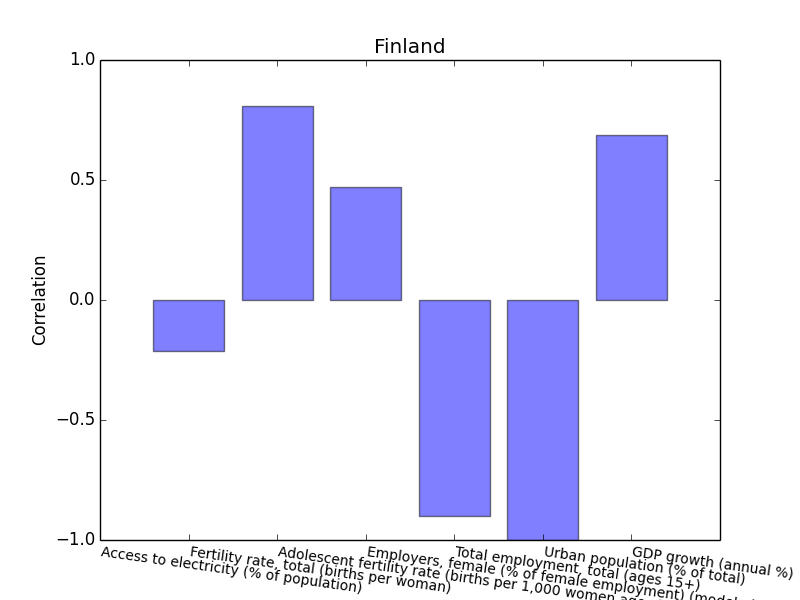 Finland
1.0
0.5
0.0
−0.5
−1.0
Correlation
Access to electricity (% of population)
Fertility rate, total (births per woman)
Adolescent fertility rate (births per 1,000 women
Employers, female (% of female employment)
Total employment, total (ages 15+)
Urban population (% of total)
GDP growth (annual %)